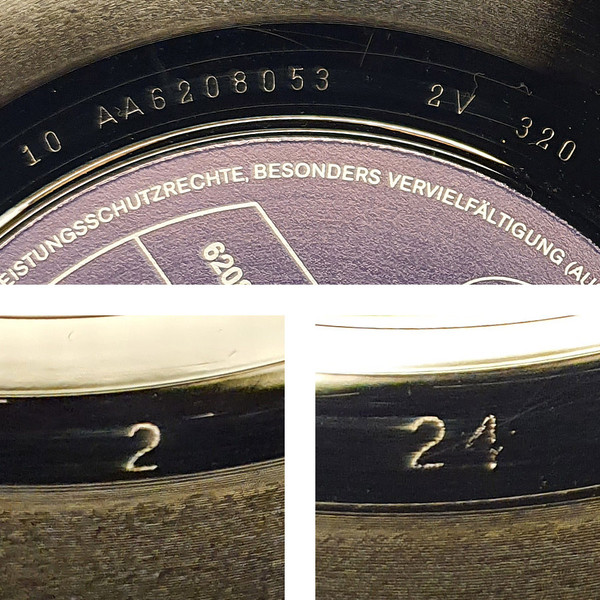 10 AA6208053 2V 320
EISTUNGSSCHUTZRECHTE, BESONDERS VERVIELFÄLTIGUNG (AU
620
2
24